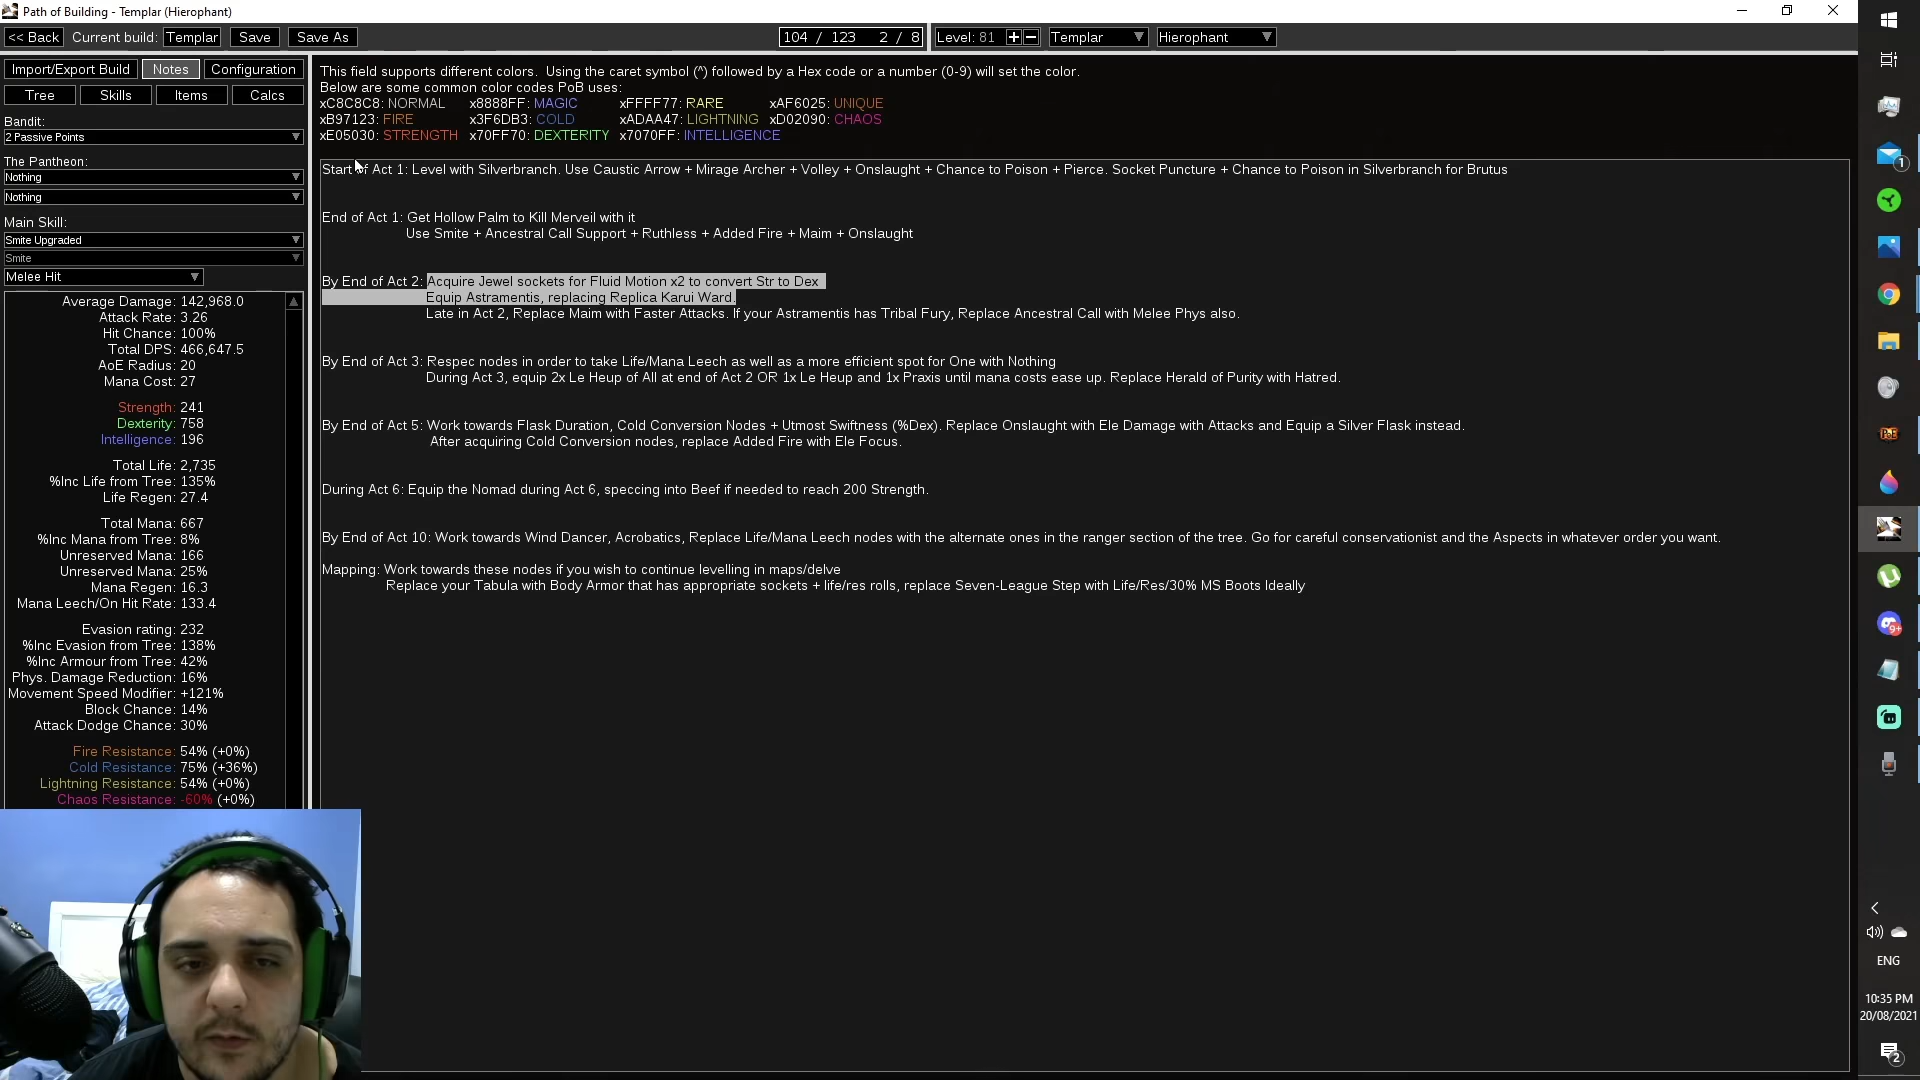 Path of Building - Templar (Hierophant)
<< Back
Current build:
Templar
Save
Save As
104 / 123 2 / 8
Level: 81
Templar
Hierophant
Import/Export Build
Notes
Configuration
Tree
Skills
Items
Calcs
Bandit:
2 Passive Points
The Pantheon:
Nothing
Nothing
Main Skill:
Smite Upgraded
Smite
Melee Hit
Average Damage: 142,968.0
Attack Rate: 3.26
Hit Chance: 100%
Total DPS: 466,647.5
AoE Radius: 20
Mana Cost: 27
Strength: 241
Dexterity: 758
Intelligence: 196
Total Life: 2,735
%Inc Life from Tree: 135%
Life Regen: 27.4
Total Mana: 667
%Inc Mana from Tree: 8%
Unreserved Mana: 166
Unreserved Mana: 25%
Mana Regen: 16.3
Mana Leech/On Hit Rate: 133.4
Evasion rating: 232
%Inc Evasion from Tree: 138%
%Inc Armour from Tree: 42%
Phys. Damage Reduction: 16%
Movement Speed Modifier: +121%
Block Chance: 14%
Attack Dodge Chance: 30%
Fire Resistance: 54% (+0%)
Cold Resistance: 75% (+36%)
Lightning Resistance: 54% (+0%)
Chaos Resistance: -60% (+0%)
This field supports different colors. Using the caret symbol (^) followed by a Hex code or a number (0-9) will set the color.
Below are some common color codes PoB uses:
xC8C8C8: NORMAL x8888FF: MAGIC xFFFF77: RARE xAF6025: UNIQUE
xB97123: FIRE x3F6DB3: COLD xADAA47: LIGHTNING xD02090: CHAOS
xE05030: STRENGTH x70FF70: DEXTERITY x7070FF: INTELLIGENCE
Start of Act 1: Level with Silverbranch. Use Caustic Arrow + Mirage Archer + Volley + Onslaught + Chance to Poison + Pierce. Socket Puncture + Chance to Poison in Silverbranch for Brutus
End of Act 1: Get Hollow Palm to Kill Merveil with it
Use Smite + Ancestral Call Support + Ruthless + Added Fire + Maim + Onslaught
By End of Act 2: Acquire Jewel sockets for Fluid Motion x2 to convert Str to Dex
Equip Astramentis, replacing Replica Karui Ward.
Late in Act 2, Replace Maim with Faster Attacks. If your Astramentis has Tribal Fury, Replace Ancestral Call with Melee Phys also.
By End of Act 3: Respec nodes in order to take Life/Mana Leech as well as a more efficient spot for One with Nothing
During Act 3, equip 2x Le Heup of All at end of Act 2 OR 1x Le Heup and 1x Praxis until mana costs ease up. Replace Herald of Purity with Hatred.
By End of Act 5: Work towards Flask Duration, Cold Conversion Nodes + Utmost Swiftness (%Dex). Replace Onslaught with Ele Damage with Attacks and Equip a Silver Flask instead.
After acquiring Cold Conversion nodes, replace Added Fire with Ele Focus.
During Act 6: Equip the Nomad during Act 6, speccing into Beef if needed to reach 200 Strength.
By End of Act 10: Work towards Wind Dancer, Acrobatics, Replace Life/Mana Leech nodes with the alternate ones in the ranger section of the tree. Go for careful conservationist and the Aspects in whatever order you want.
Mapping: Work towards these nodes if you wish to continue levelling in maps/delve
Replace your Tabula with Body Armor that has appropriate sockets + life/res rolls, replace Seven-League Step with Life/Res/30% MS Boots Ideally
1
PoE
9+
ENG
10:35 PM
20/08/2021
2